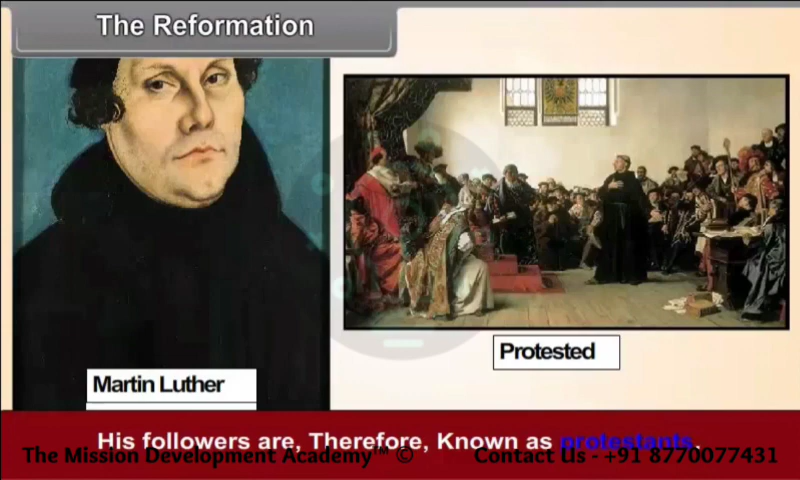 The Reformation
Martin Luther
Protested
His followers are, Therefore, Known as protestants.
The Mission Development Academy™ © Contact Us - +91 8770077431